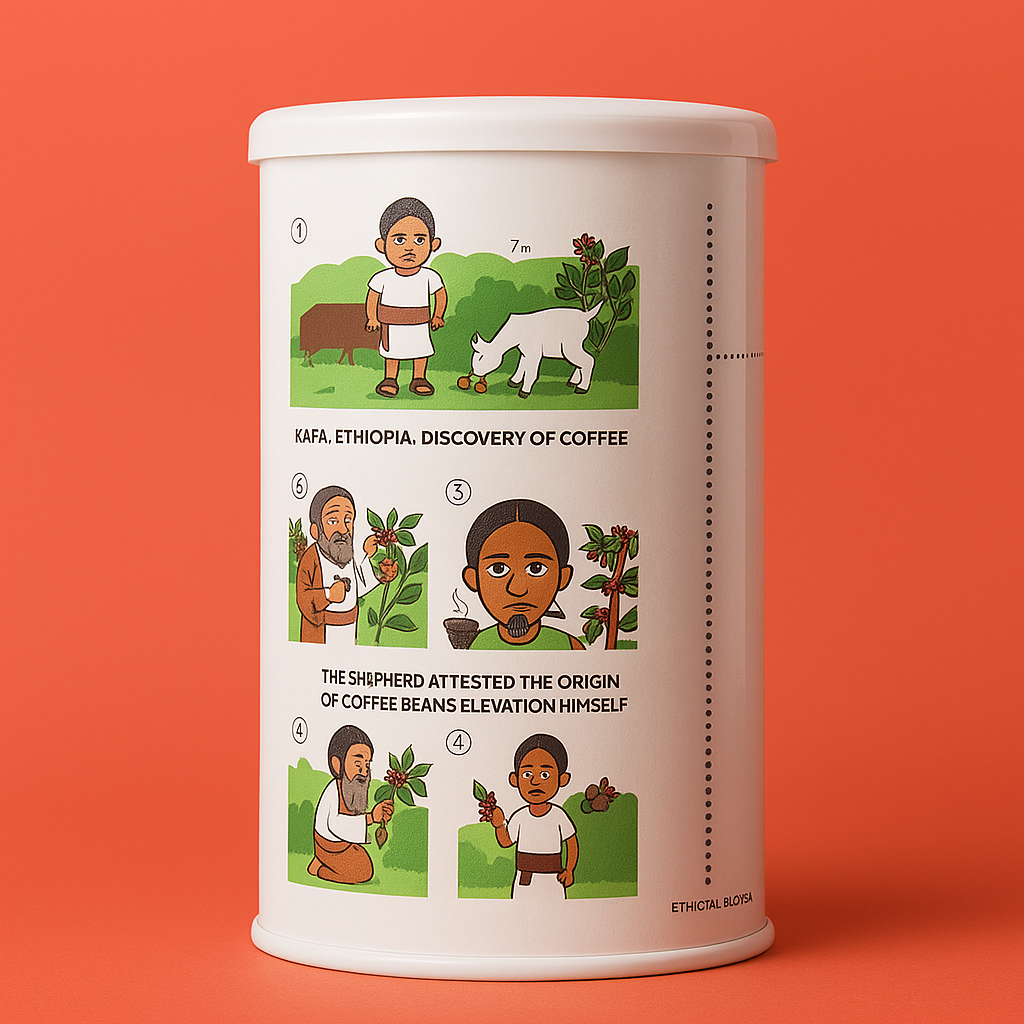 1
7m
KAFA, ETHIOPIA, DISCOVERY OF COFFEE
6
3
THE SHEPHERD ATTESTED THE ORIGIN
OF COFFEE BEANS ELEVATION HIMSELF
4
4
ETHICTAL BLOYSA